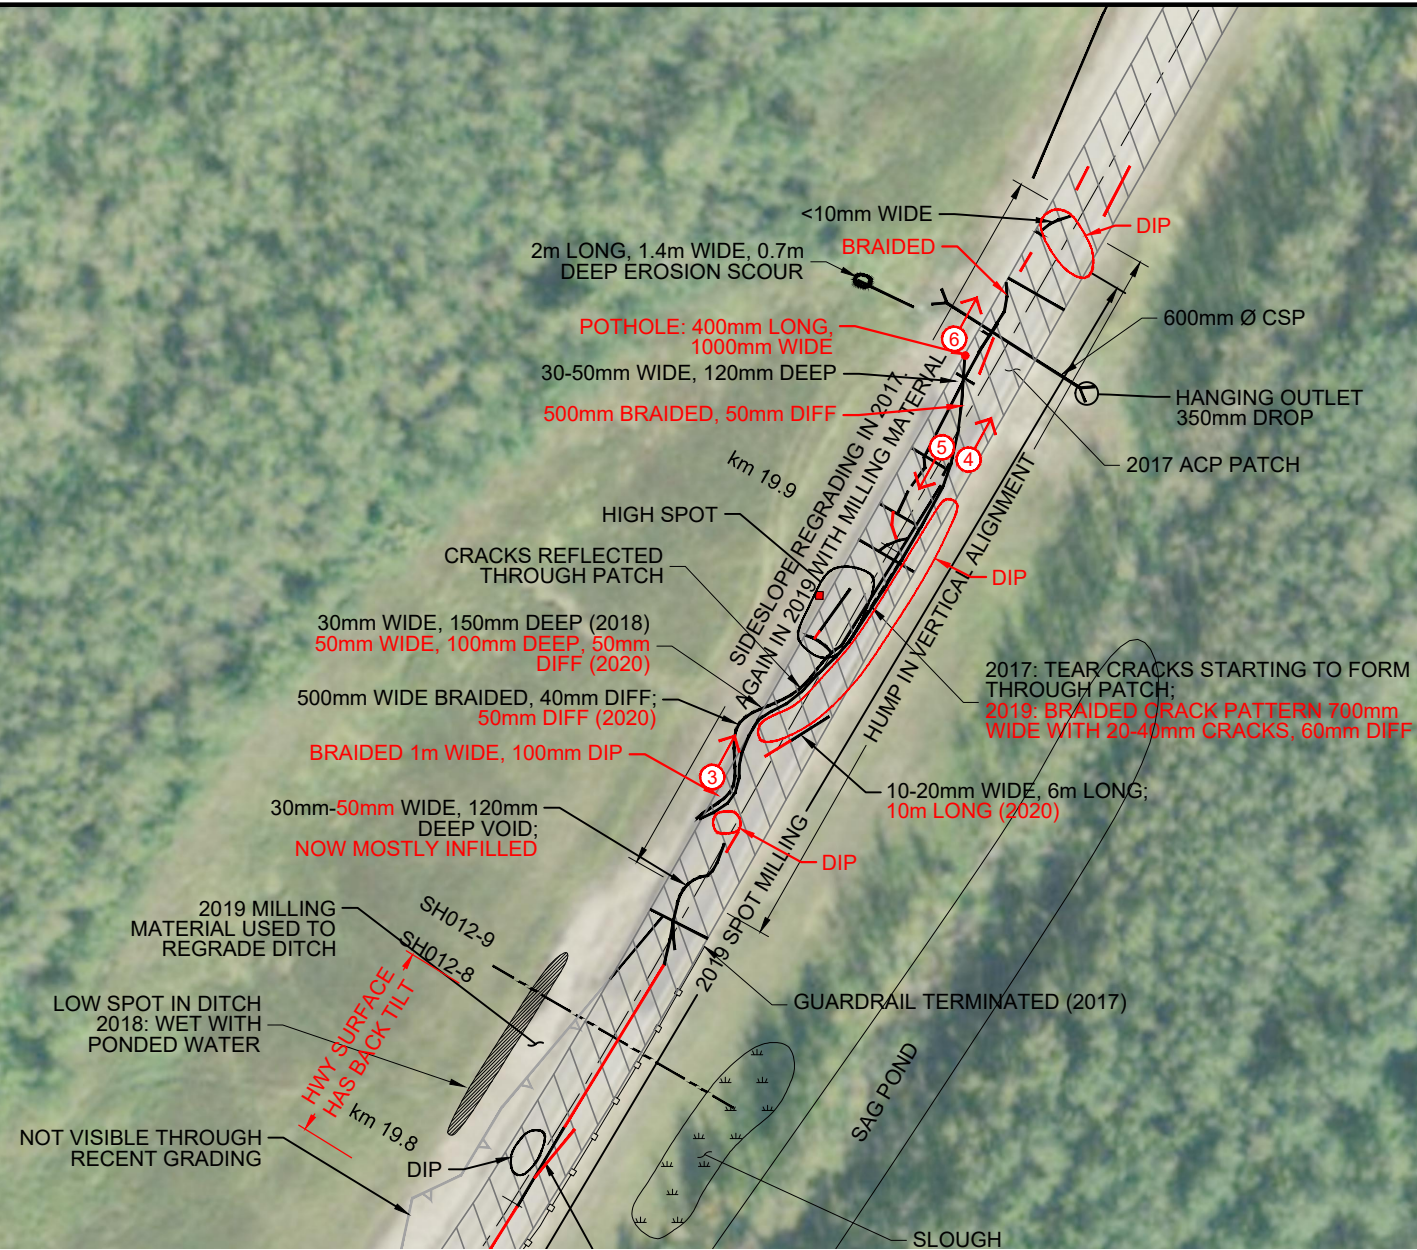 <10mm WIDE
DIP
BRAIDED
2m LONG, 1.4m WIDE, 0.7m
DEEP EROSION SCOUR
600mm Ø CSP
POTHOLE: 400mm LONG,
1000mm WIDE
6
30-50mm WIDE, 120mm DEEP
HANGING OUTLET
350mm DROP
500mm BRAIDED, 50mm DIFF
5
4
2017 ACP PATCH
km 19.9
SIDESLOPE REGRADING IN 2017.
AGAIN IN 2019 WITH MILLING MATERIAL
HIGH SPOT
CRACKS REFLECTED
THROUGH PATCH
DIP
HUMP IN VERTICAL ALIGNMENT
30mm WIDE, 150mm DEEP (2018)
50mm WIDE, 100mm DEEP, 50mm
DIFF (2020)
2017: TEAR CRACKS STARTING TO FORM
THROUGH PATCH;
2019: BRAIDED CRACK PATTERN 700mm
WIDE WITH 20-40mm CRACKS, 60mm DIFF
500mm WIDE BRAIDED, 40mm DIFF;
50mm DIFF (2020)
BRAIDED 1m WIDE, 100mm DIP
3
10-20mm WIDE, 6m LONG;
10m LONG (2020)
30mm-50mm WIDE, 120mm
DEEP VOID;
NOW MOSTLY INFILLED
DIP
2019 SPOT MILLING
2019 MILLING
MATERIAL USED TO
REGRADE DITCH
SH012-9
SH012-8
GUARDRAIL TERMINATED (2017)
LOW SPOT IN DITCH
2018: WET WITH
PONDED WATER
HWY SURFACE
HAS BACK TILT
km 19.8
SAG POND
NOT VISIBLE THROUGH
RECENT GRADING
DIP
SLOUGH